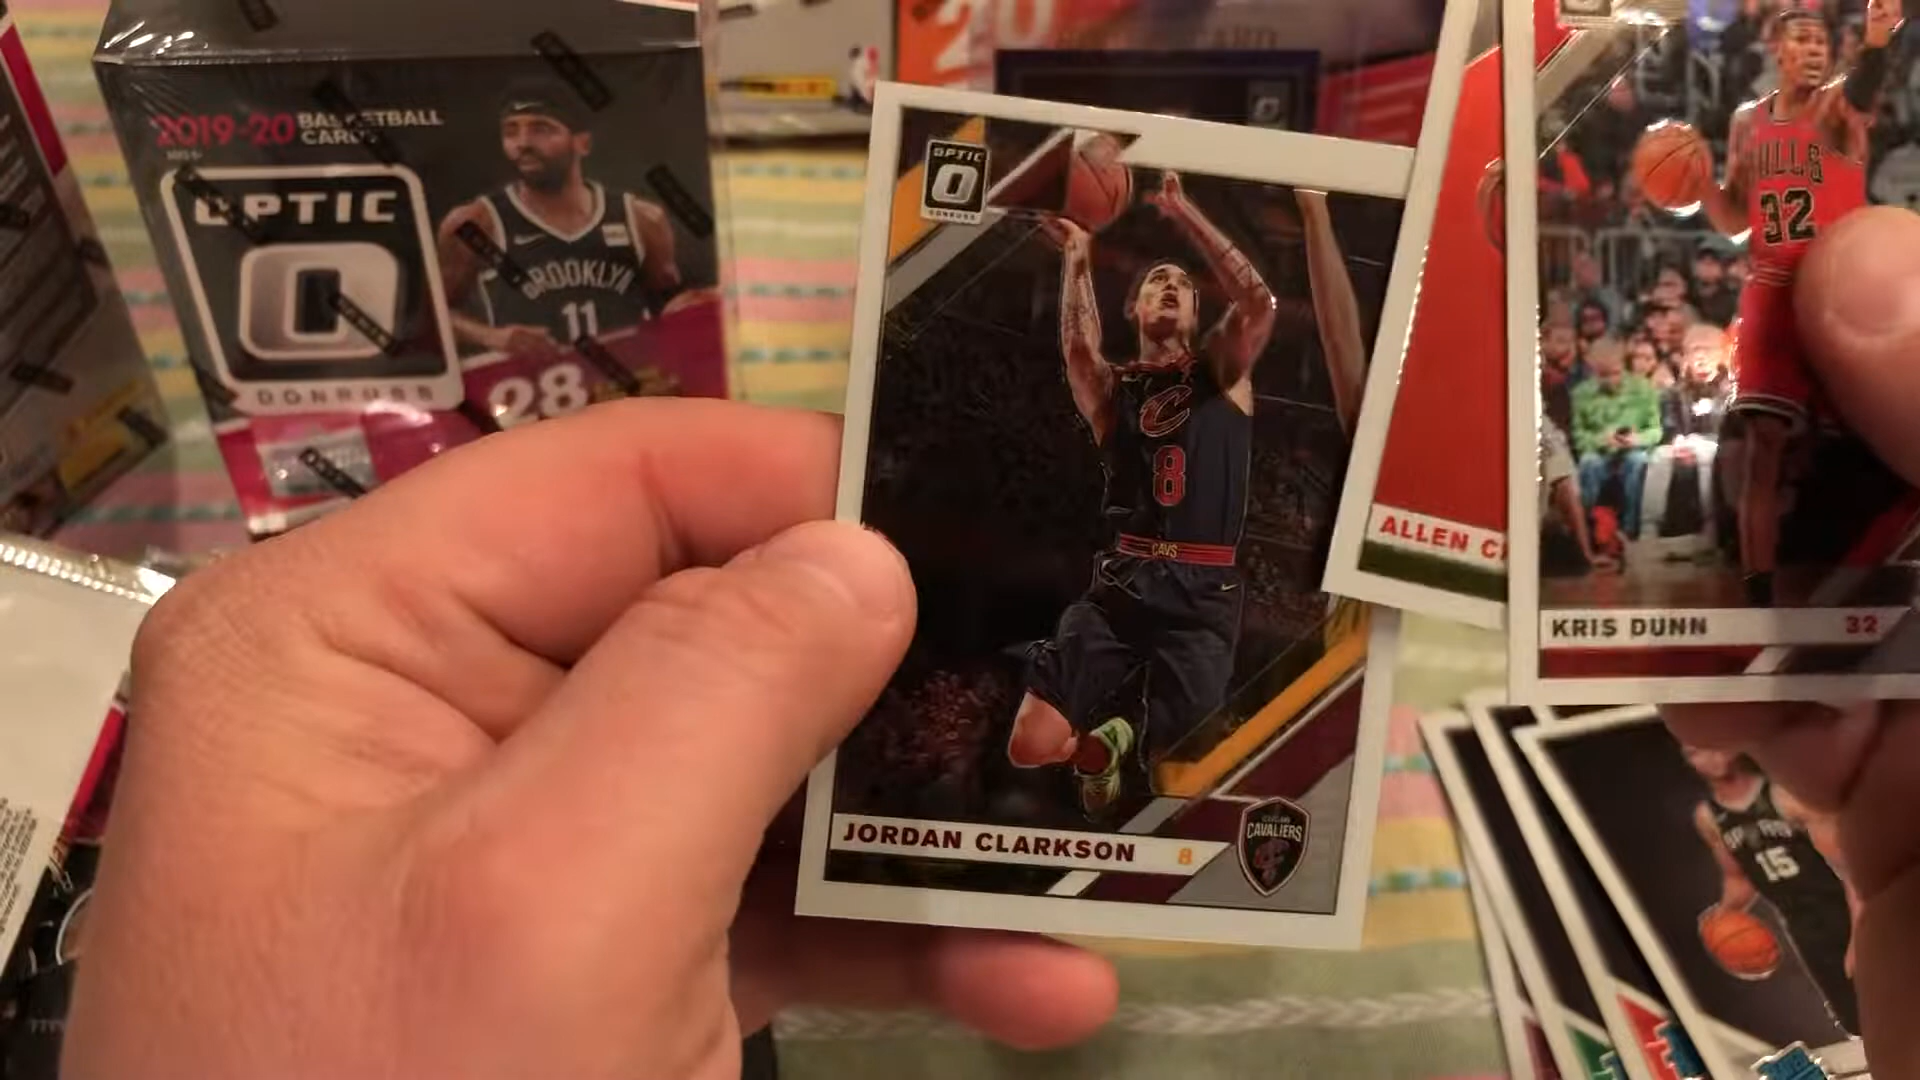 2019-20 BASKETBALL
CARDS
OPTIC
DONRUSS
BROOKLYN
11
28
20
OPTIC
DONRUSS
C
8
CAVS
JORDAN CLARKSON 8
CAVALIERS
ALLEN C
BULLS
32
KRIS DUNN 32
15